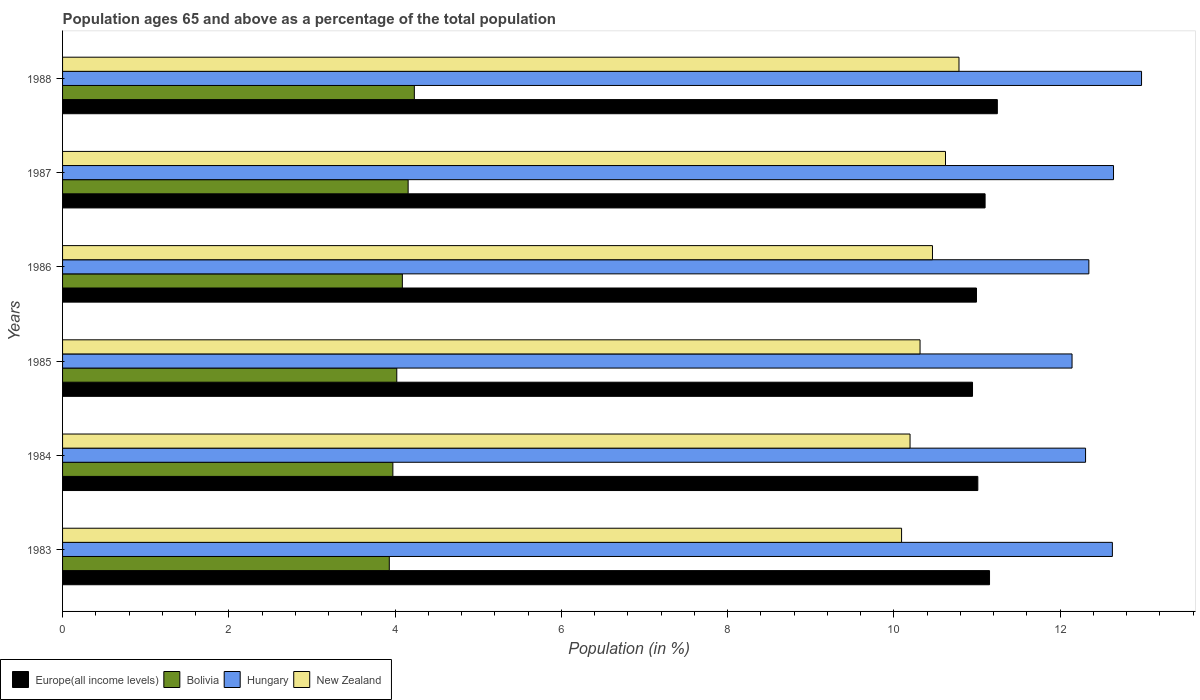 Population ages 65 and above as a percentage of the total population
1988
1987
1986
1985
1984
1983
Years
0
2
4
6
8
10
12
Population (in %)
Europe(all income levels)
Bolivia
Hungary
New Zealand